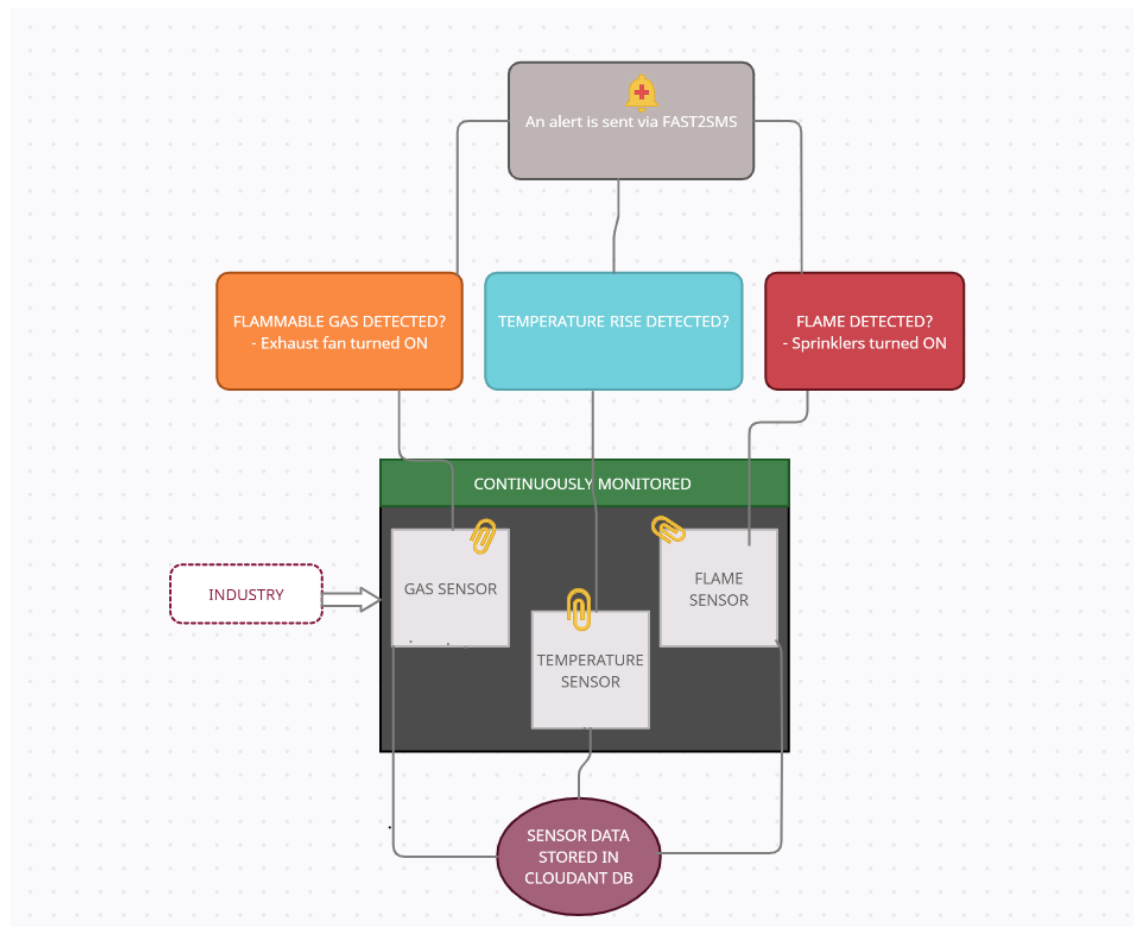 An alert is sent via FAST2SMS
FLAMMABLE GAS DETECTED?
- Exhaust fan turned ON
TEMPERATURE RISE DETECTED?
FLAME DETECTED?
- Sprinklers turned ON
CONTINUOUSLY MONITORED
INDUSTRY
GAS SENSOR
TEMPERATURE
SENSOR
FLAME
SENSOR
SENSOR DATA
STORED IN
CLOUDANT DB